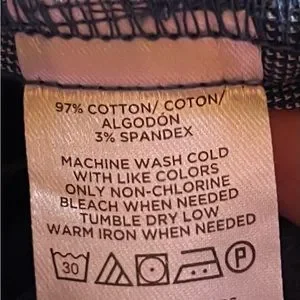 97% COTTON/ COTON/
ALGODÓN
3% SPANDEX
MACHINE WASH COLD
WITH LIKE COLORS
ONLY NON-CHLORINE
BLEACH WHEN NEEDED
TUMBLE DRY LOW
WARM IRON WHEN NEEDED
30 P